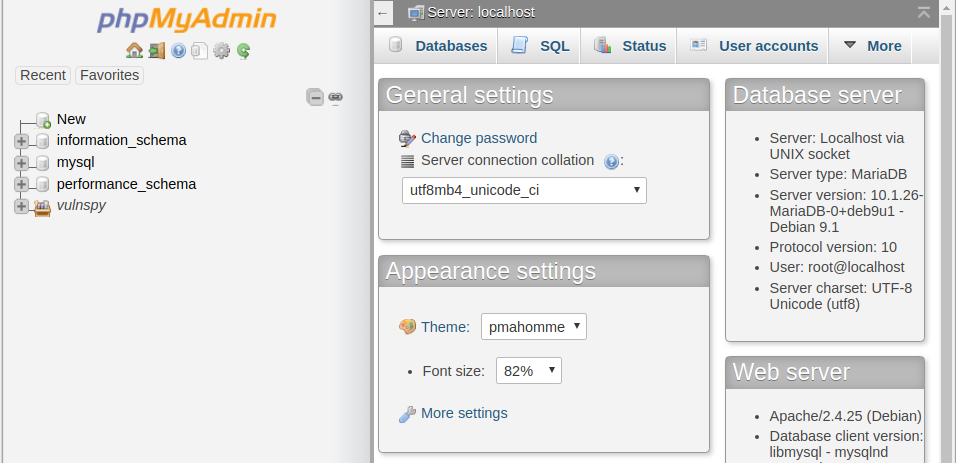 phpMyAdmin
Recent Favorites
New
information_schema
mysql
performance_schema
vulnspy
← Server: localhost
Databases SQL Status User accounts More
General settings
Change password
Server connection collation :
utf8mb4_unicode_ci
Appearance settings
Theme: pmahomme
Font size: 82%
More settings
Database server
Server: Localhost via
UNIX socket
Server type: MariaDB
Server version: 10.1.26-
MariaDB-0+deb9u1 -
Debian 9.1
Protocol version: 10
User: root@localhost
Server charset: UTF-8
Unicode (utf8)
Web server
Apache/2.4.25 (Debian)
Database client version:
libmysql - mysqlnd